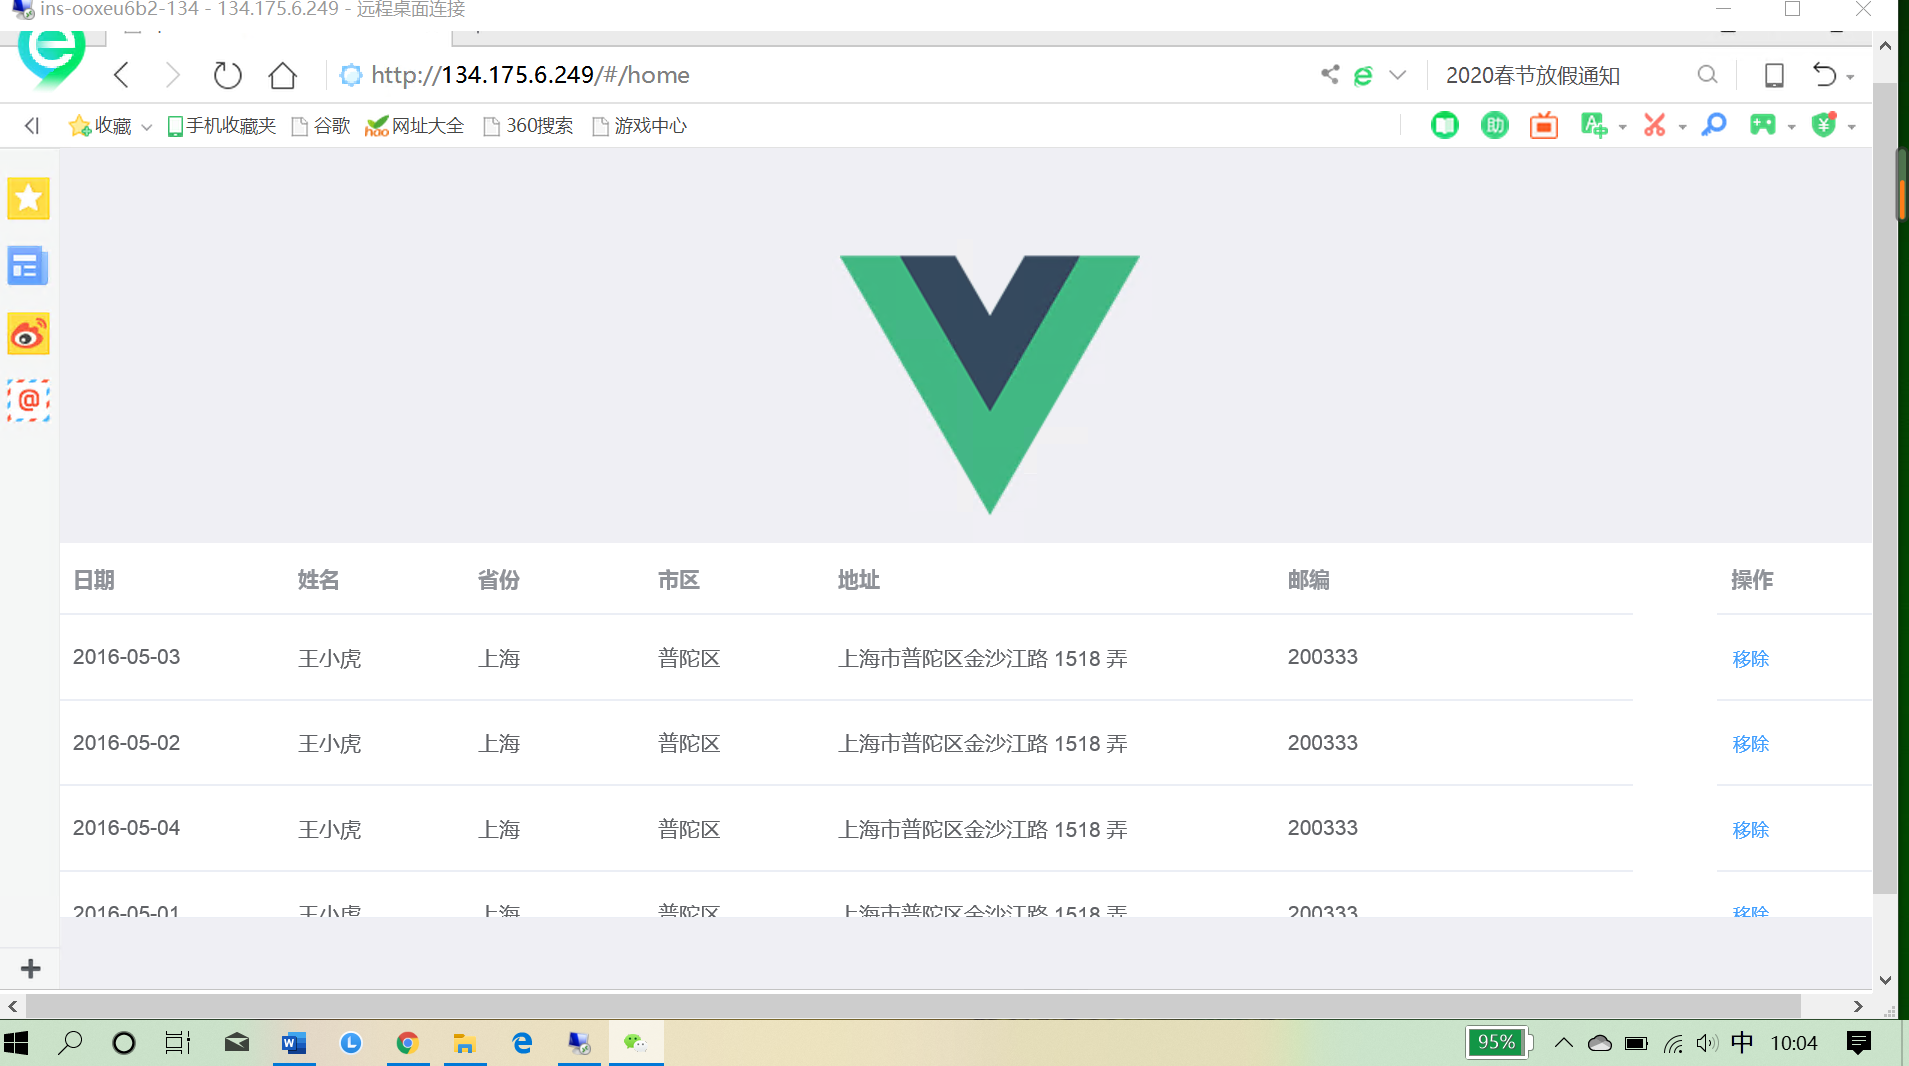 ins-ooxeu6b2-134 - 134.175.6.249 - 远程桌面连接
http://134.175.6.249/#/home
2020春节放假通知
收藏 手机收藏夹 谷歌 网址大全 360搜索 游戏中心
日期 姓名 省份 市区 地址 邮编 操作
2016-05-03 王小虎 上海 普陀区 上海市普陀区金沙江路 1518 弄 200333 移除
2016-05-02 王小虎 上海 普陀区 上海市普陀区金沙江路 1518 弄 200333 移除
2016-05-04 王小虎 上海 普陀区 上海市普陀区金沙江路 1518 弄 200333 移除
2016-05-01 王小虎 上海 普陀区 上海市普陀区金沙江路 1518 弄 200333 移除
95% 中 10:04